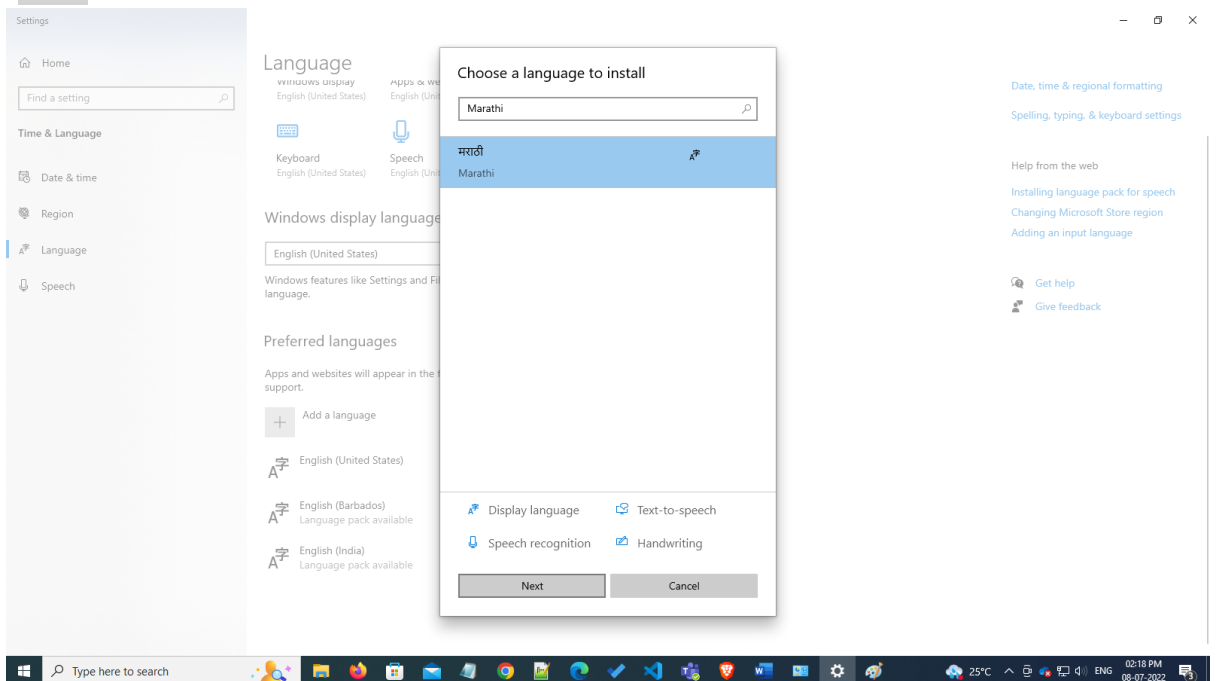 Settings
Home
Find a setting
Time & Language
Date & time
Region
Language
Speech
Language
Windows display
Apps & we
English (United States)
English (Unit
Keyboard
Speech
English (United States)
English (Unit
Windows display language
English (United States)
Windows features like Settings and Fil
language.
Preferred languages
Apps and websites will appear in the f
support.
Add a language
English (United States)
English (Barbados)
Language pack available
English (India)
Language pack available
Choose a language to install
Marathi
मराठी
Marathi
Display language
Text-to-speech
Speech recognition
Handwriting
Next
Cancel
Date, time & regional formatting
Spelling, typing, & keyboard settings
Help from the web
Installing language pack for speech
Changing Microsoft Store region
Adding an input language
Get help
Give feedback
Type here to search
25°C
ENG
02:18 PM
08-07-2022
3